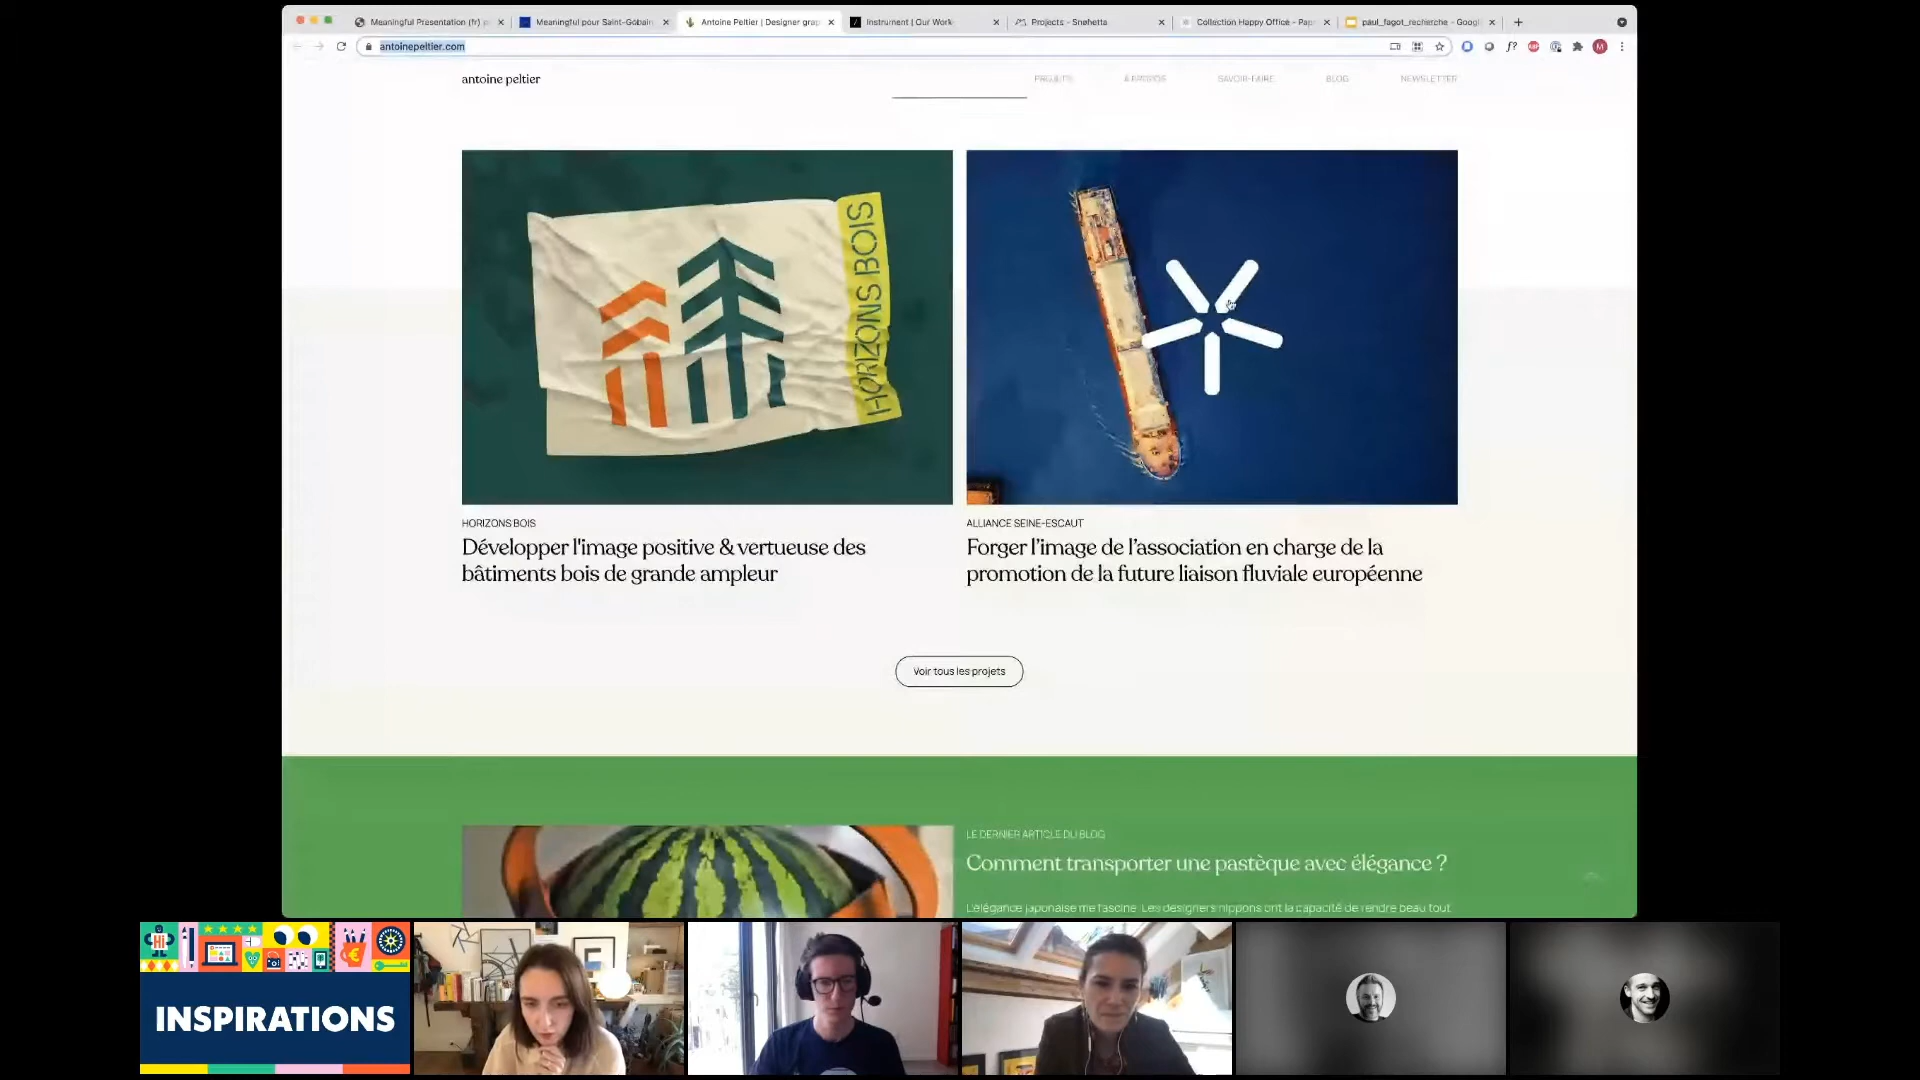 Meaningful Presentation (fr) p
Meaningful pour Saint-Gobain
Antoine Peltier | Designer grap
Instrument | Our Work
Projects - Snøhetta
Collection Happy Office - Pap
paul_fagot_recherche - Googl
antoinepeltier.com
f?
M
antoine peltier
PROJETS
À PROPOS
SAVOIR-FAIRE
BLOG
NEWSLETTER
HORIZONS BOIS
HORIZONS BOIS
Développer l'image positive & vertueuse des
bâtiments bois de grande ampleur
ALLIANCE SEINE-ESCAUT
Forger l’image de l’association en charge de la
promotion de la future liaison fluviale européenne
Voir tous les projets
LE DERNIER ARTICLE DU BLOG
Comment transporter une pastèque avec élégance ?
L'élégance japonaise me fascine. Les designers nippons ont la capacité de rendre beau tout
Hi
INSPIRATIONS